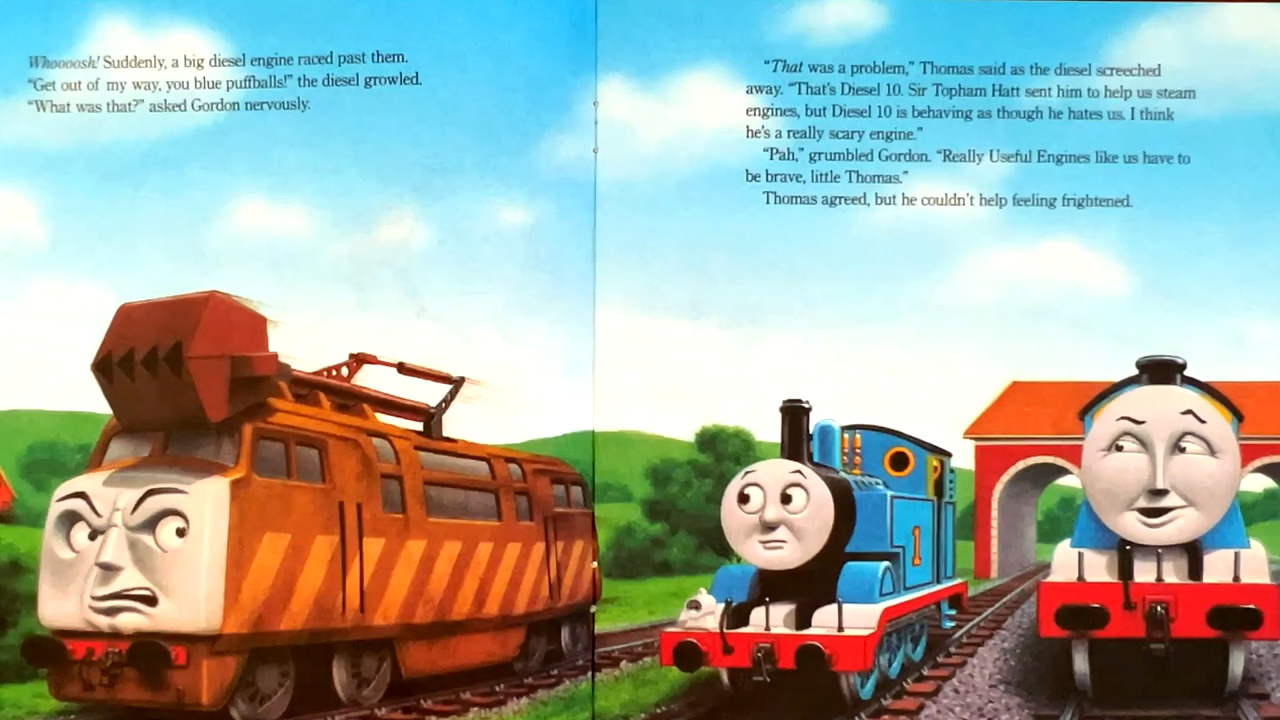 Whoooosh! Suddenly, a big diesel engine raced past them.
“Get out of my way, you blue puffballs!” the diesel growled.
“What was that?” asked Gordon nervously.
“That was a problem,” Thomas said as the diesel screeched
away. “That’s Diesel 10. Sir Topham Hatt sent him to help us steam
engines, but Diesel 10 is behaving as though he hates us. I think
he’s a really scary engine.”
“Pah,” grumbled Gordon. “Really Useful Engines like us have to
be brave, little Thomas.”
Thomas agreed, but he couldn’t help feeling frightened.
1